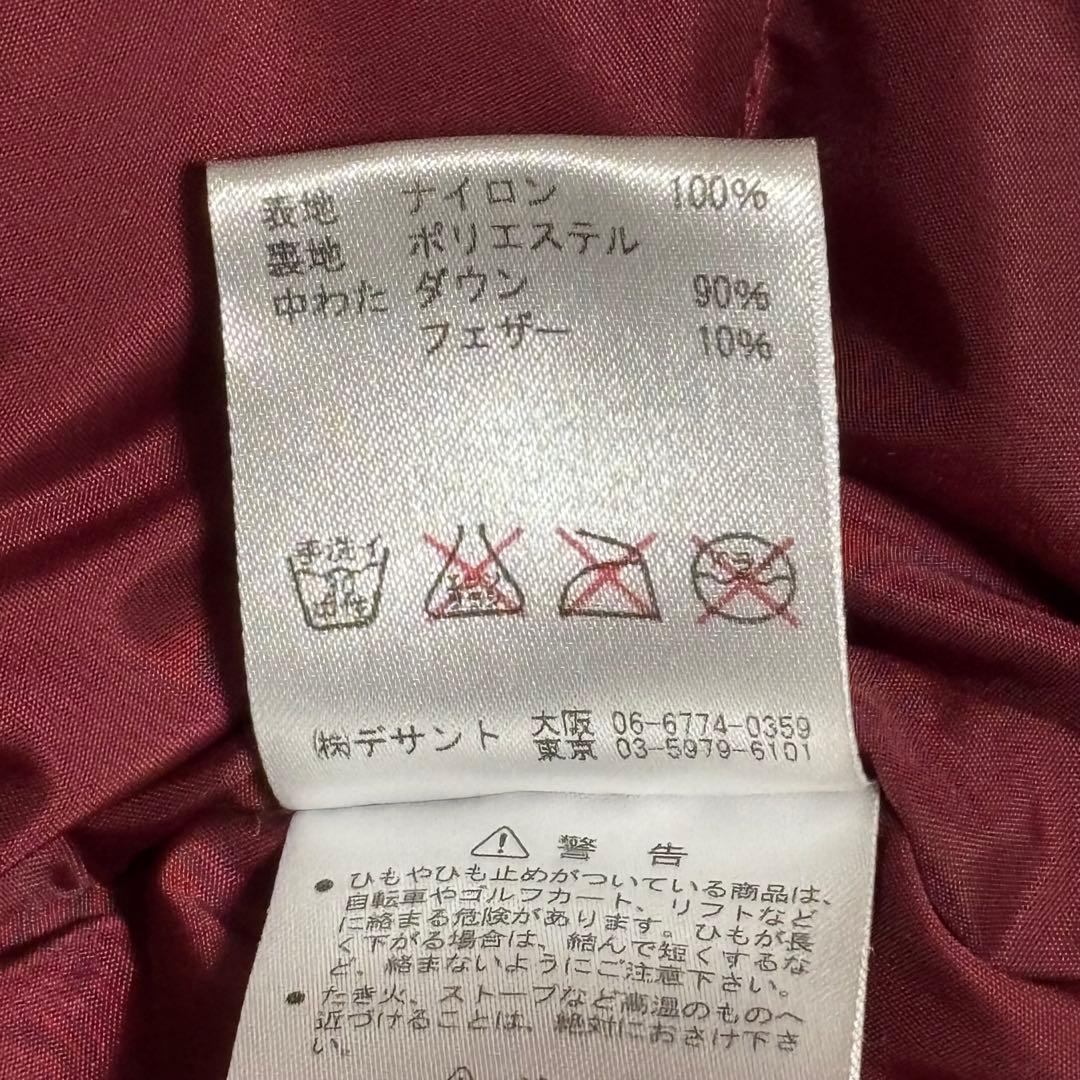 表地 ナイロン 100%
裏地 ポリエステル
中わた ダウン 90%
フェザー 10%
手洗イ
中性
エンソ
ドライ
(株)デサント 大阪 06-6774-0359
東京 03-5979-6101
警告
● ひもやひも止めがついている商品は、
自転車やゴルフカート、リフトなど
に絡まる危険があります。ひもが長
く下がる場合は、結んで短くするな
ど、絡まないようにご注意下さい。
● たき火、ストーブなど高温のものへ
近づけることは、絶対におさけ下さ
い。